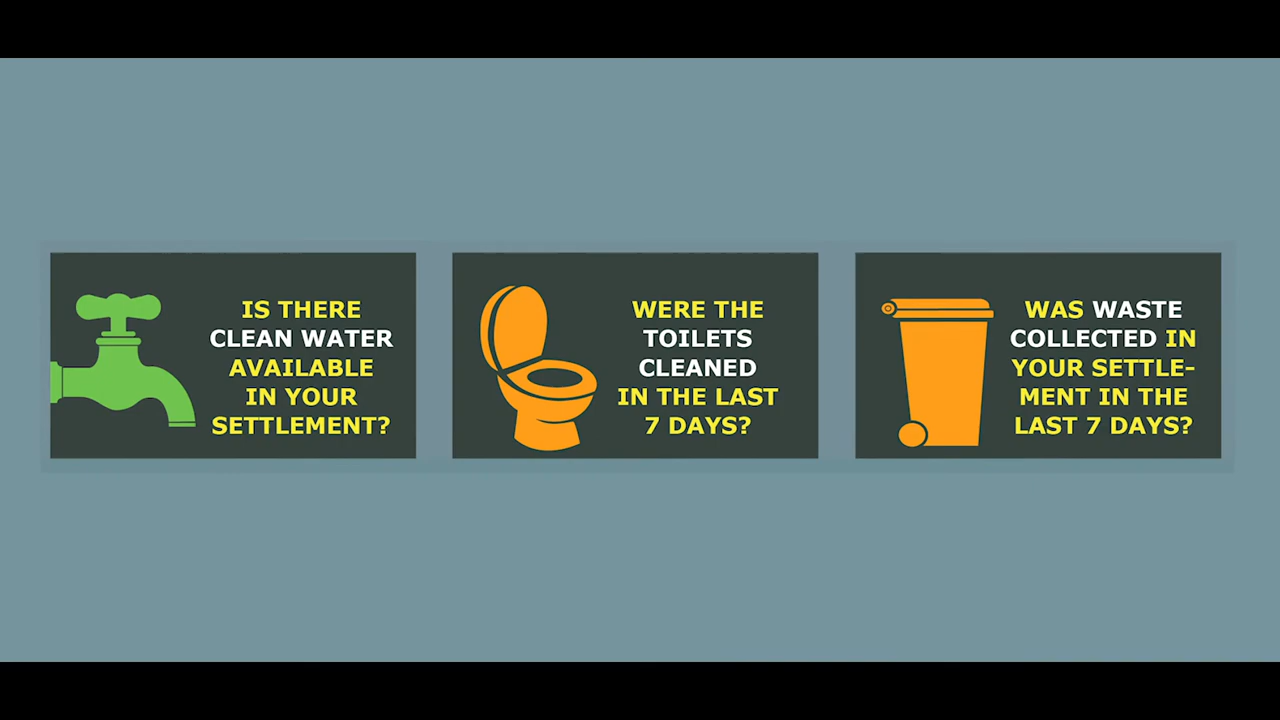 IS THERE
CLEAN WATER
AVAILABLE
IN YOUR
SETTLEMENT?
WERE THE
TOILETS
CLEANED
IN THE LAST
7 DAYS?
WAS WASTE
COLLECTED IN
YOUR SETTLE-
MENT IN THE
LAST 7 DAYS?